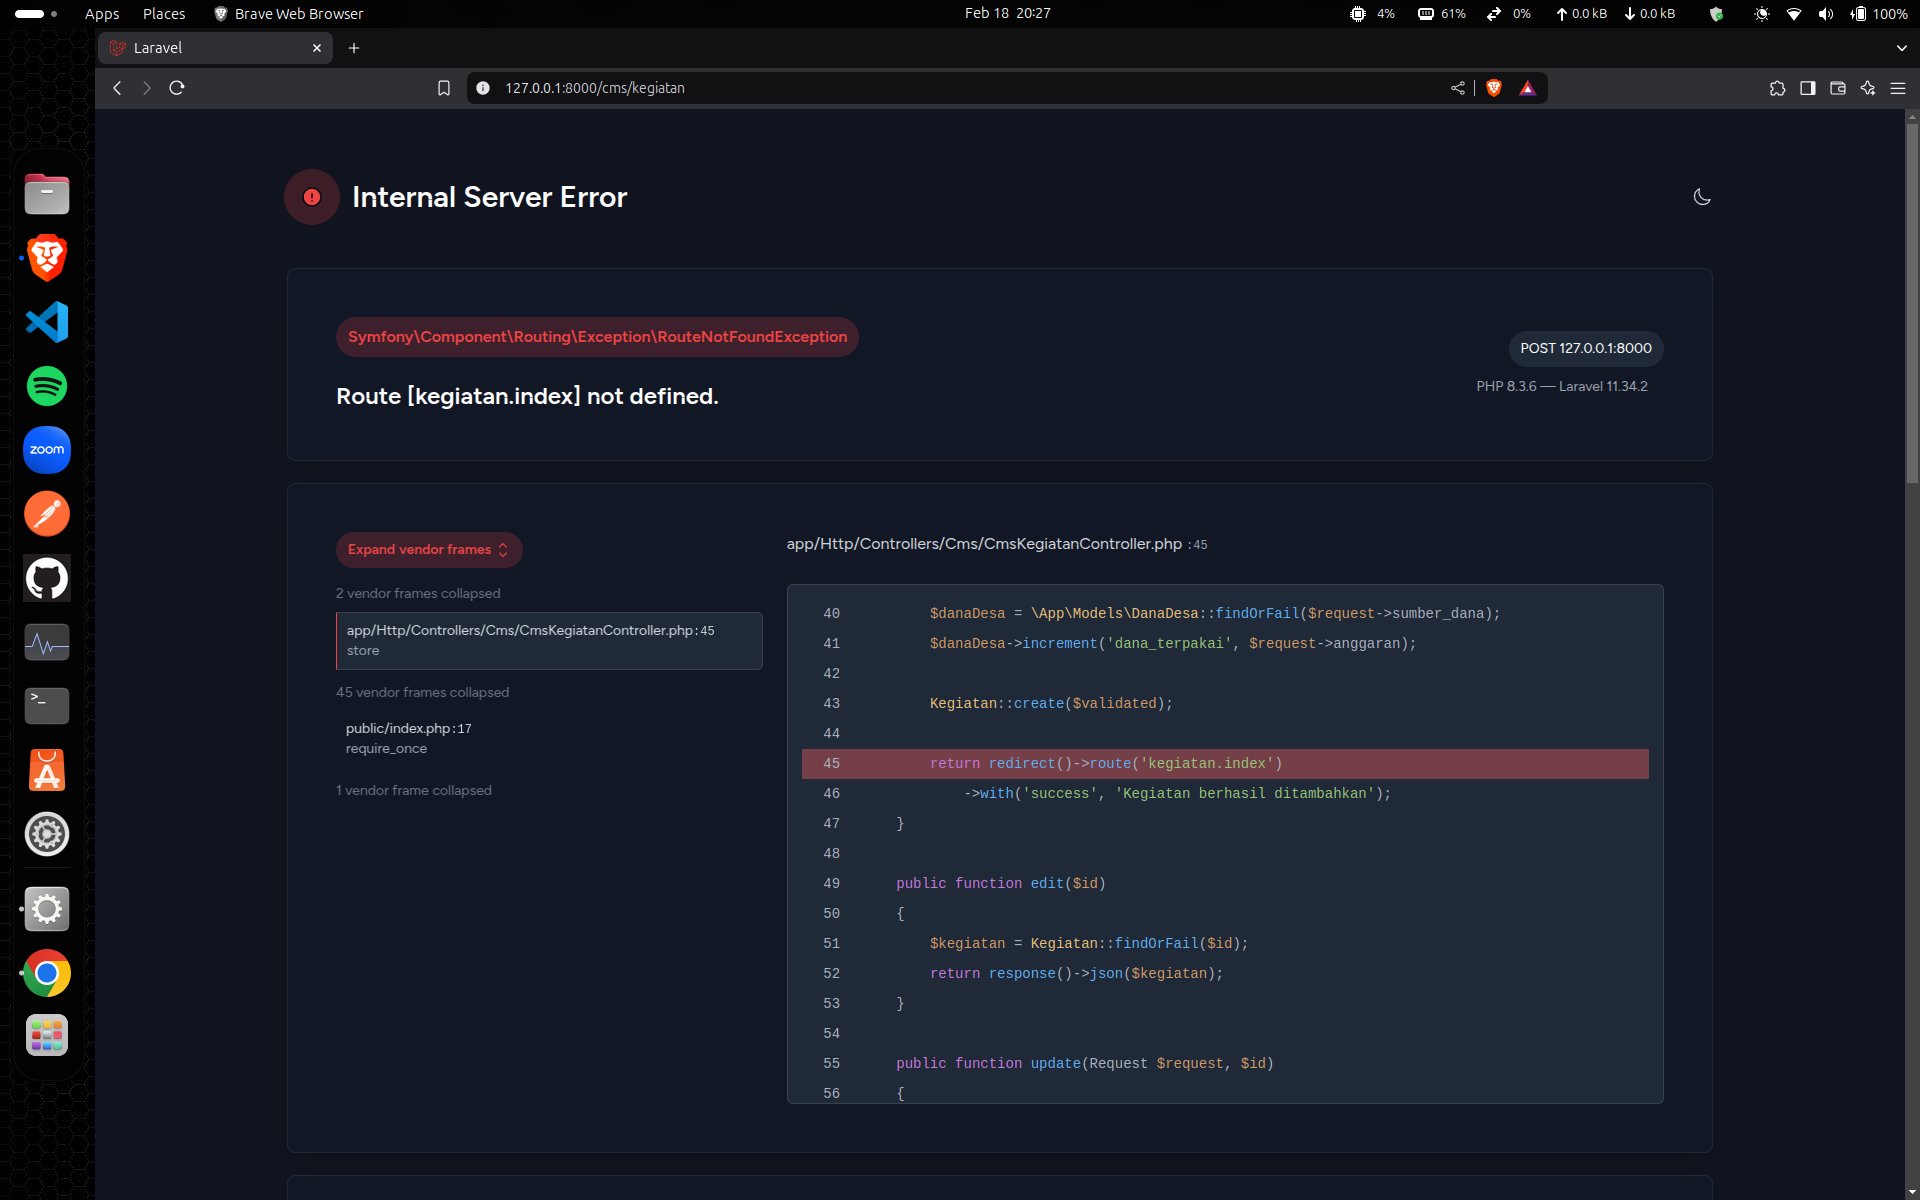 Apps Places Brave Web Browser Feb 18 20:27 4% 61% 0% 0.0 kB 0.0 kB 100%
Laravel
127.0.0.1:8000/cms/kegiatan
Internal Server Error
Symfony\Component\Routing\Exception\RouteNotFoundException
Route [kegiatan.index] not defined.
POST 127.0.0.1:8000
PHP 8.3.6 — Laravel 11.34.2
Expand vendor frames
2 vendor frames collapsed
app/Http/Controllers/Cms/CmsKegiatanController.php:45
store
45 vendor frames collapsed
public/index.php:17
require_once
1 vendor frame collapsed
app/Http/Controllers/Cms/CmsKegiatanController.php :45
40 $danaDesa = \App\Models\DanaDesa::findOrFail($request->sumber_dana);
41 $danaDesa->increment('dana_terpakai', $request->anggaran);
42
43 Kegiatan::create($validated);
44
45 return redirect()->route('kegiatan.index')
46 ->with('success', 'Kegiatan berhasil ditambahkan');
47 }
48
49 public function edit($id)
50 {
51 $kegiatan = Kegiatan::findOrFail($id);
52 return response()->json($kegiatan);
53 }
54
55 public function update(Request $request, $id)
56 {
zoom
>_